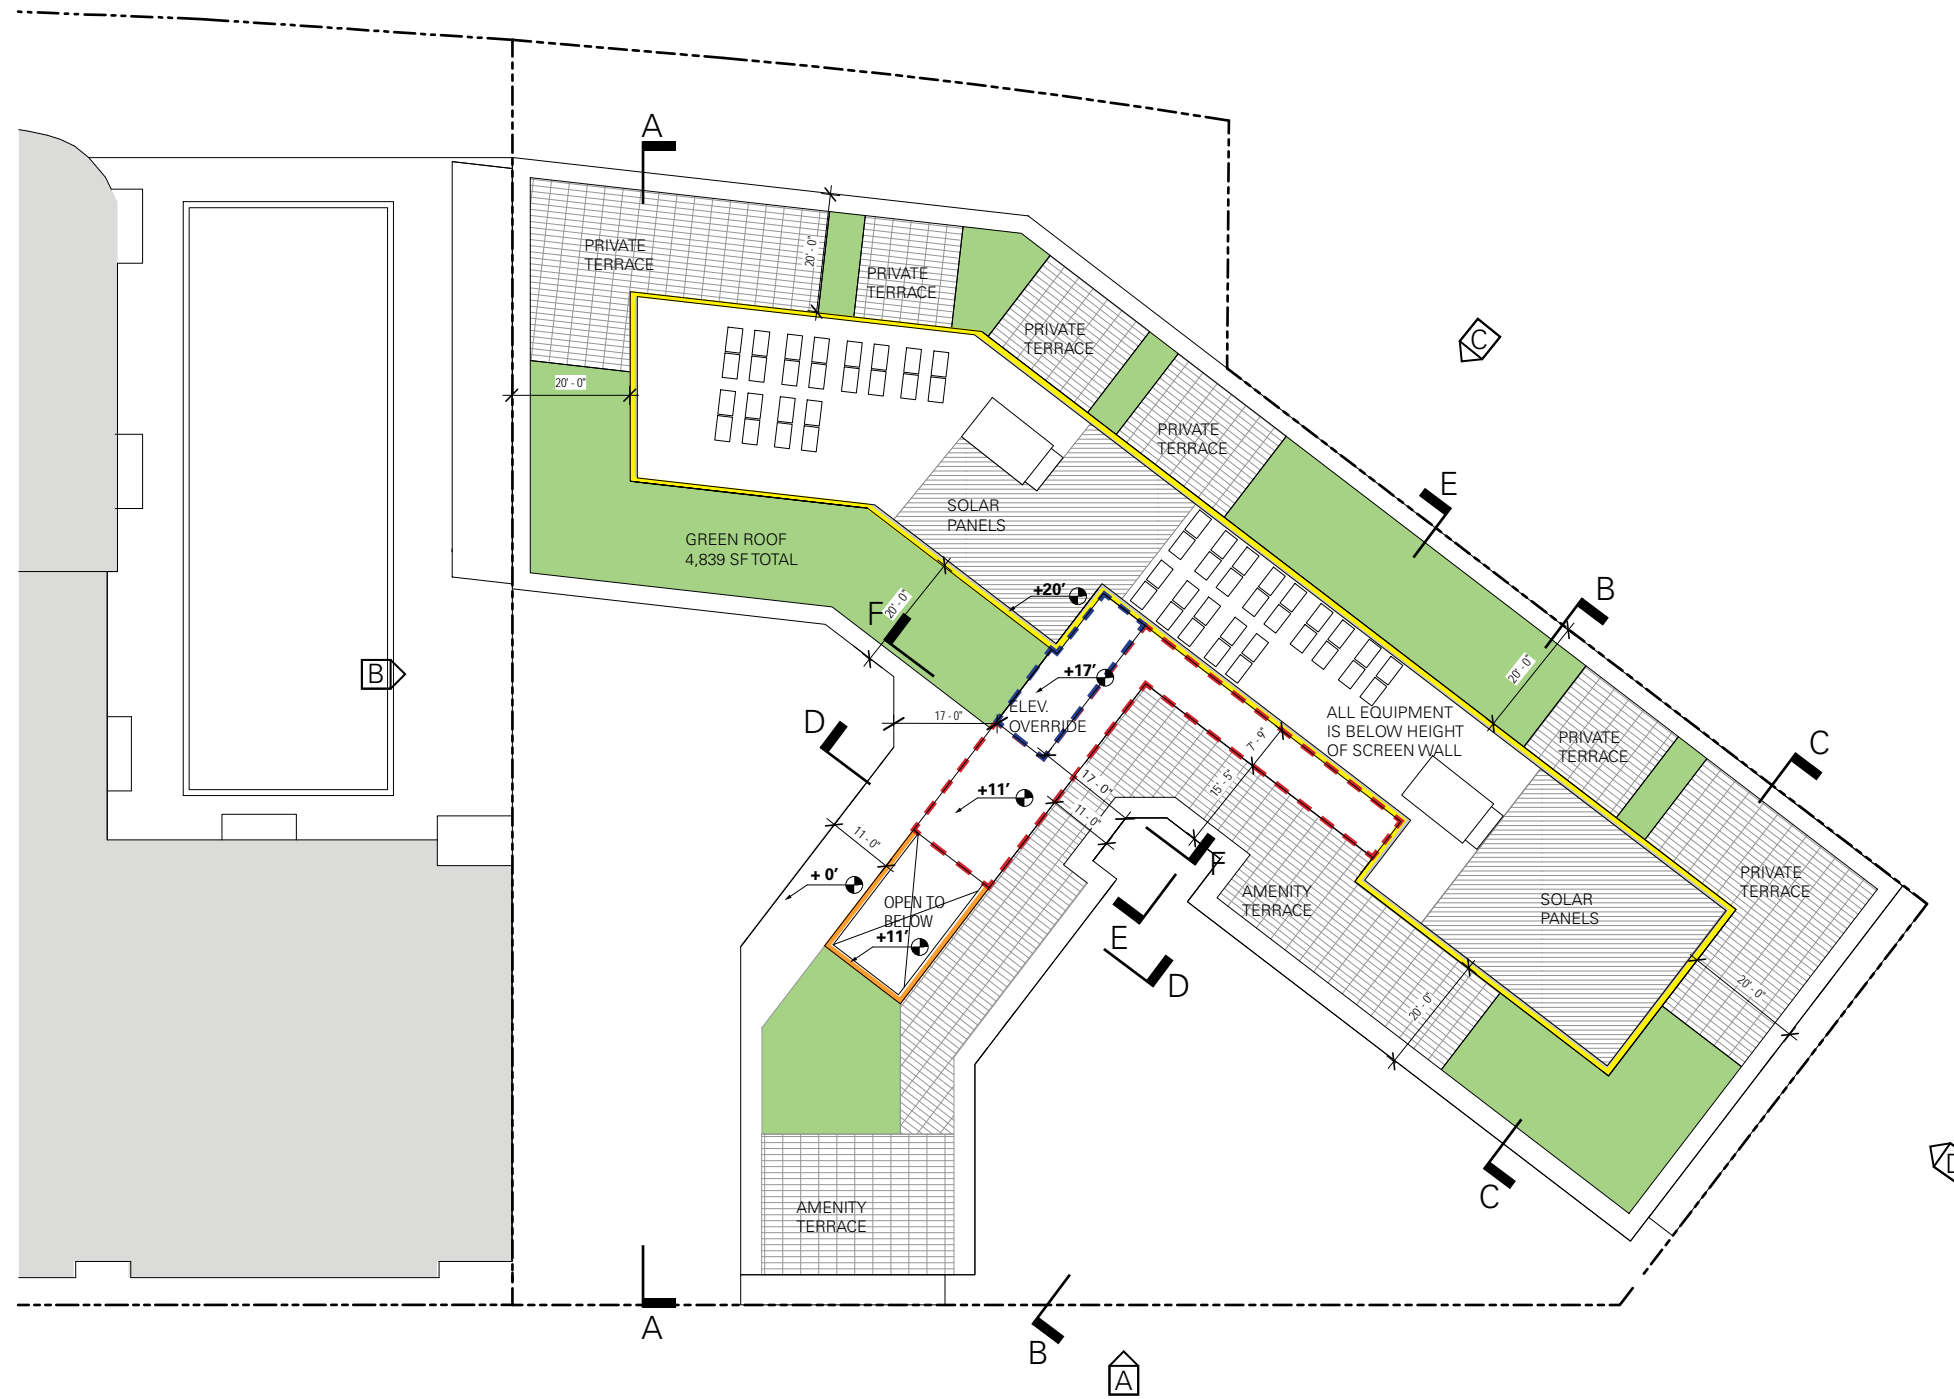 A
PRIVATE
TERRACE
20' - 0"
PRIVATE
TERRACE
PRIVATE
TERRACE
C
20' - 0"
PRIVATE
TERRACE
E
SOLAR
PANELS
GREEN ROOF
4,839 SF TOTAL
+20'
B
20' - 0"
F
B
+17'
20' - 0"
D
17 - 0"
ELEV.
OVERRIDE
ALL EQUIPMENT
IS BELOW HEIGHT
OF SCREEN WALL
PRIVATE
TERRACE
C
7' - 9"
15' - 5"
17 - 0"
11 - 0"
+11'
11 - 0"
F
+ 0'
PRIVATE
TERRACE
AMENITY
TERRACE
SOLAR
PANELS
OPEN TO
BELOW
+11'
E
D
20' - 0"
20' - 0"
D
C
AMENITY
TERRACE
A
B
A